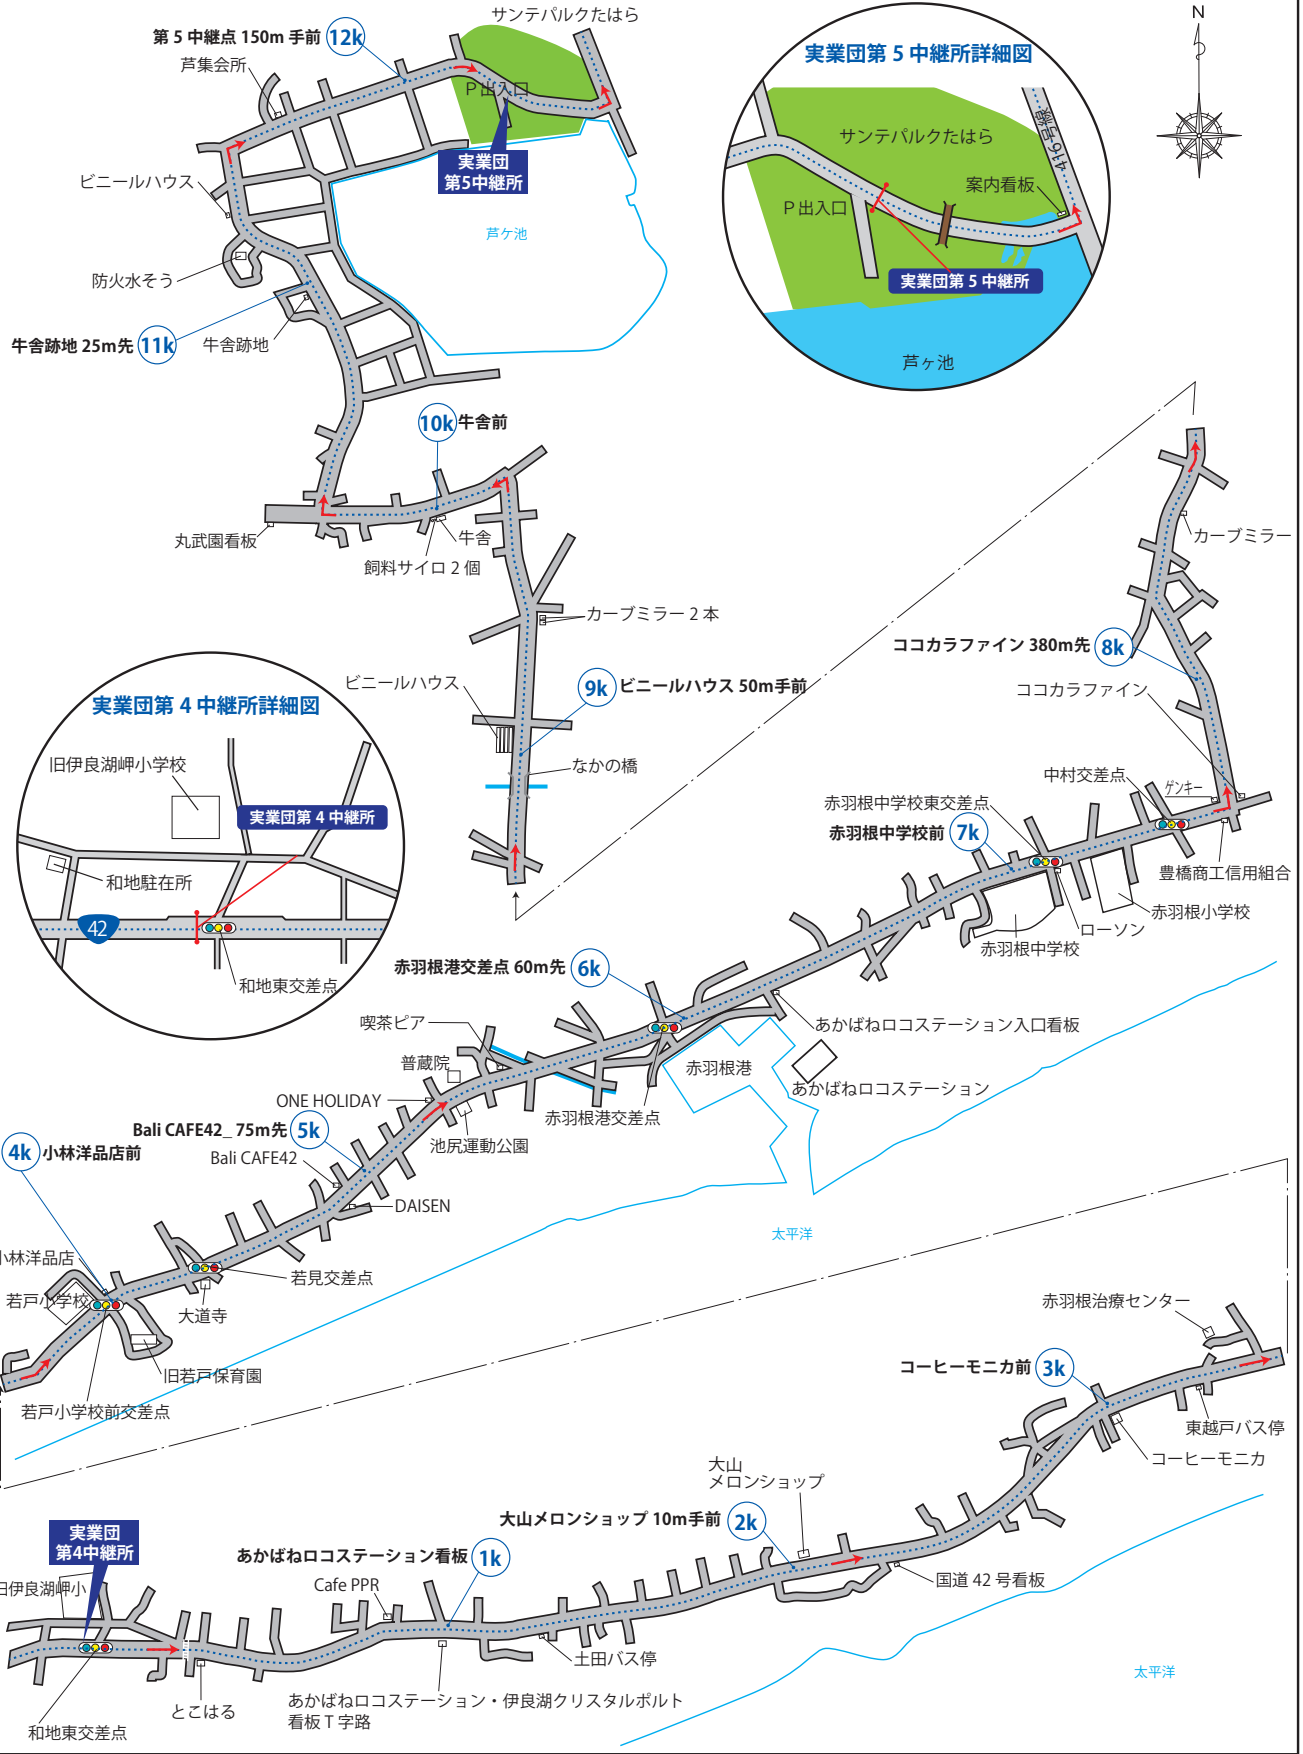 サンテパルクたはら
第 5 中継点 150m 手前
12k
芦集会所
P 出入口
実業団
第5中継所
ビニールハウス
芦ケ池
防火水そう
牛舎跡地 25m先
11k
牛舎跡地
実業団第 5 中継所詳細図
サンテパルクたはら
案内看板
P 出入口
実業団第 5 中継所
芦ヶ池
N
10k
牛舎前
丸武園看板
牛舎
飼料サイロ 2 個
カーブミラー 2 本
カーブミラー
ココカラファイン 380m先
8k
ココカラファイン
ビニールハウス
9k
ビニールハウス 50m手前
なかの橋
実業団第 4 中継所詳細図
旧伊良湖岬小学校
実業団第 4 中継所
和地駐在所
42
和地東交差点
中村交差点
ゲンキー
赤羽根中学校東交差点
赤羽根中学校前
7k
豊橋商工信用組合
赤羽根小学校
ローソン
赤羽根中学校
赤羽根港交差点 60m先
6k
喫茶ピア
あかばねロコステーション入口看板
普蔵院
赤羽根港
あかばねロコステーション
ONE HOLIDAY
赤羽根港交差点
Bali CAFE42_ 75m先
5k
池尻運動公園
4k
小林洋品店前
Bali CAFE42
DAISEN
太平洋
小林洋品店
若見交差点
若戸小学校
大道寺
旧若戸保育園
若戸小学校前交差点
赤羽根治療センター
コーヒーモニカ前
3k
東越戸バス停
コーヒーモニカ
大山
メロンショップ
大山メロンショップ 10m手前
2k
実業団
第4中継所
あかばねロコステーション看板
1k
旧伊良湖岬小
Cafe PPR
国道 42 号看板
土田バス停
太平洋
とこはる
あかばねロコステーション・伊良湖クリスタルポルト
看板 T 字路
和地東交差点